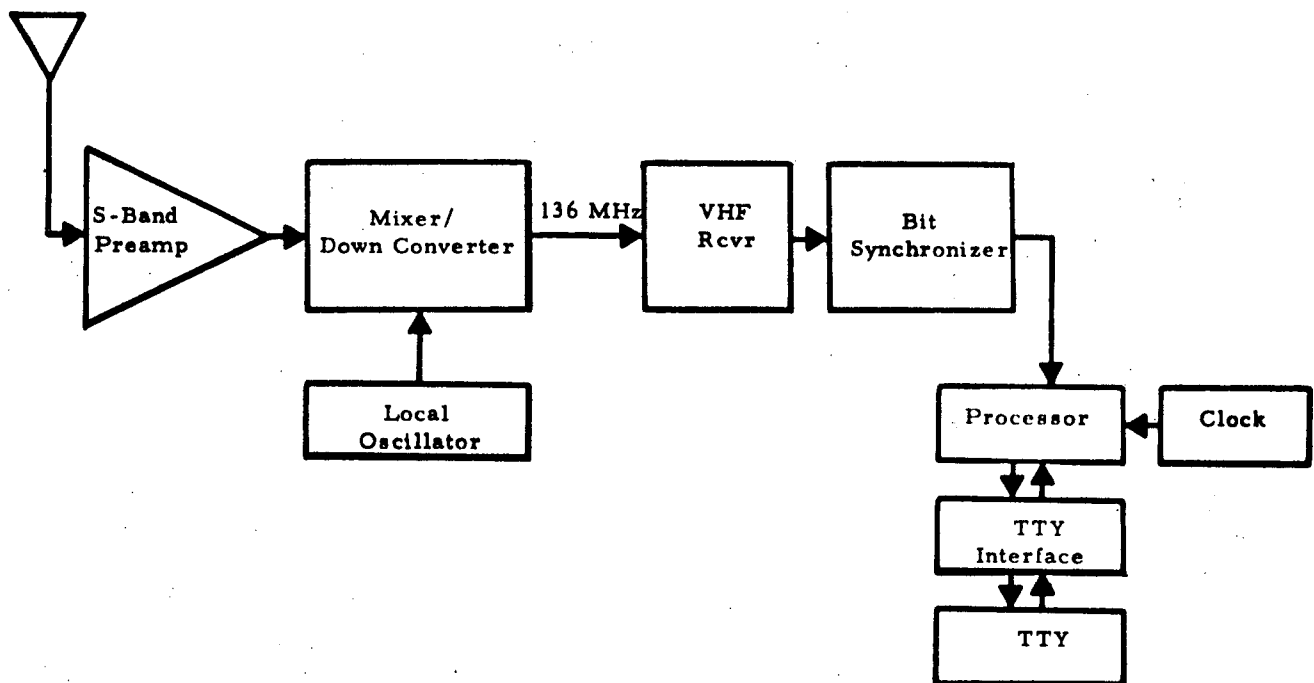 S-Band
Preamp
Mixer/
Down Converter
136 MHz
VHF
Rcvr
Bit
Synchronizer
Local
Oscillator
Processor
Clock
TTY
Interface
TTY